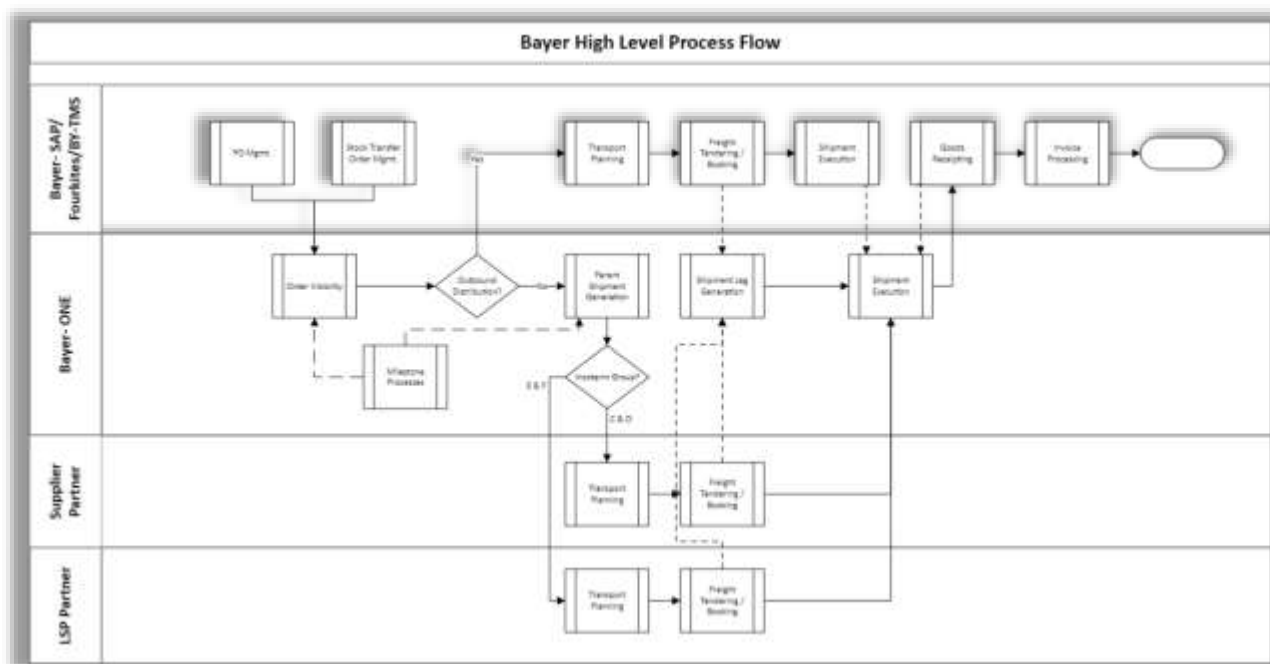 Bayer High Level Process Flow
Bayer- SAP/
Fourkites/BY-TMS
PO Mgmt
Stock Transfer
Order Mgmt
Yes
Transport
Planning
Freight
Tendering /
Booking
Shipment
Execution
Goods
Receipting
Invoice
Processing
Bayer- ONE
Order Visibility
Outbound
Distribution?
No
Parent
Shipment
Generation
Shipment Leg
Generation
Shipment
Execution
Milestone
Processes
Incoterm Group?
E & F
C & D
Supplier
Partner
Transport
Planning
Freight
Tendering /
Booking
LSP Partner
Transport
Planning
Freight
Tendering /
Booking